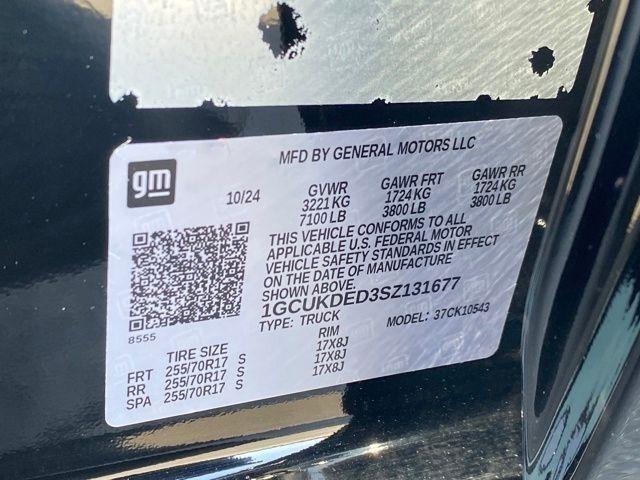 gm
MFD BY GENERAL MOTORS LLC
10/24
GVWR GAWR FRT GAWR RR
3221 KG 1724 KG 1724 KG
7100 LB 3800 LB 3800 LB
THIS VEHICLE CONFORMS TO ALL
APPLICABLE U.S. FEDERAL MOTOR
VEHICLE SAFETY STANDARDS IN EFFECT
ON THE DATE OF MANUFACTURE
SHOWN ABOVE.
1GCUKDED3SZ131677
TYPE: TRUCK MODEL: 37CK10543
8555
TIRE SIZE RIM
FRT 255/70R17 S 17X8J
RR 255/70R17 S 17X8J
SPA 255/70R17 S 17X8J